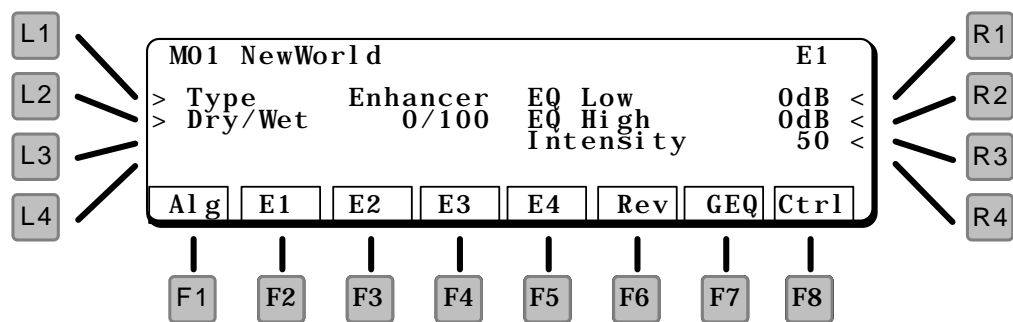 L1
L2
L3
L4
M01 NewWorld E1
> Type Enhancer EQ Low 0dB <
> Dry/Wet 0/100 EQ High 0dB <
Intensity 50 <
Alg E1 E2 E3 E4 Rev GEQ Ctrl
R1
R2
R3
R4
F1 F2 F3 F4 F5 F6 F7 F8